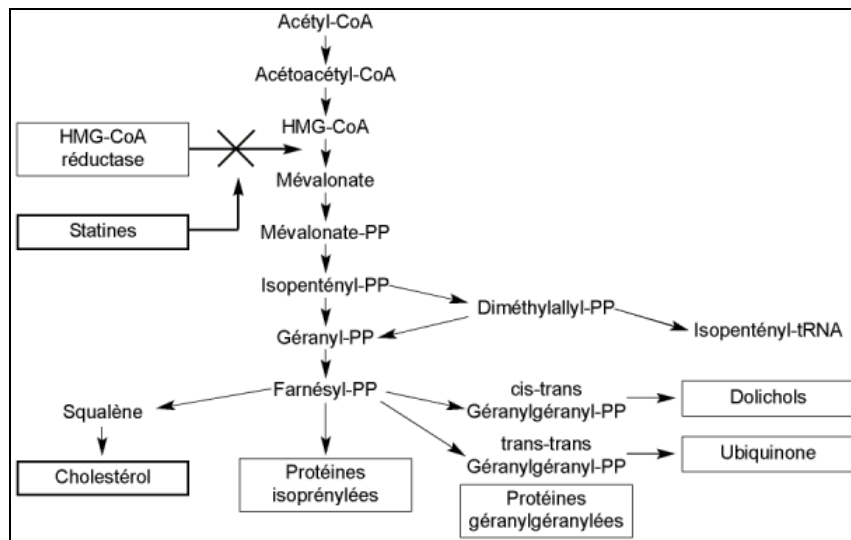 Acétyl-CoA
Acétoacétyl-CoA
HMG-CoA
HMG-CoA
réductase
Mévalonate
Statines
Mévalonate-PP
Isopentényl-PP
Diméthylallyl-PP
Isopentényl-tRNA
Géranyl-PP
Farnésyl-PP
cis-trans
Géranylgéranyl-PP
Dolichols
Squalène
trans-trans
Géranylgéranyl-PP
Ubiquinone
Cholestérol
Protéines
isoprénylées
Protéines
géranylgéranylées